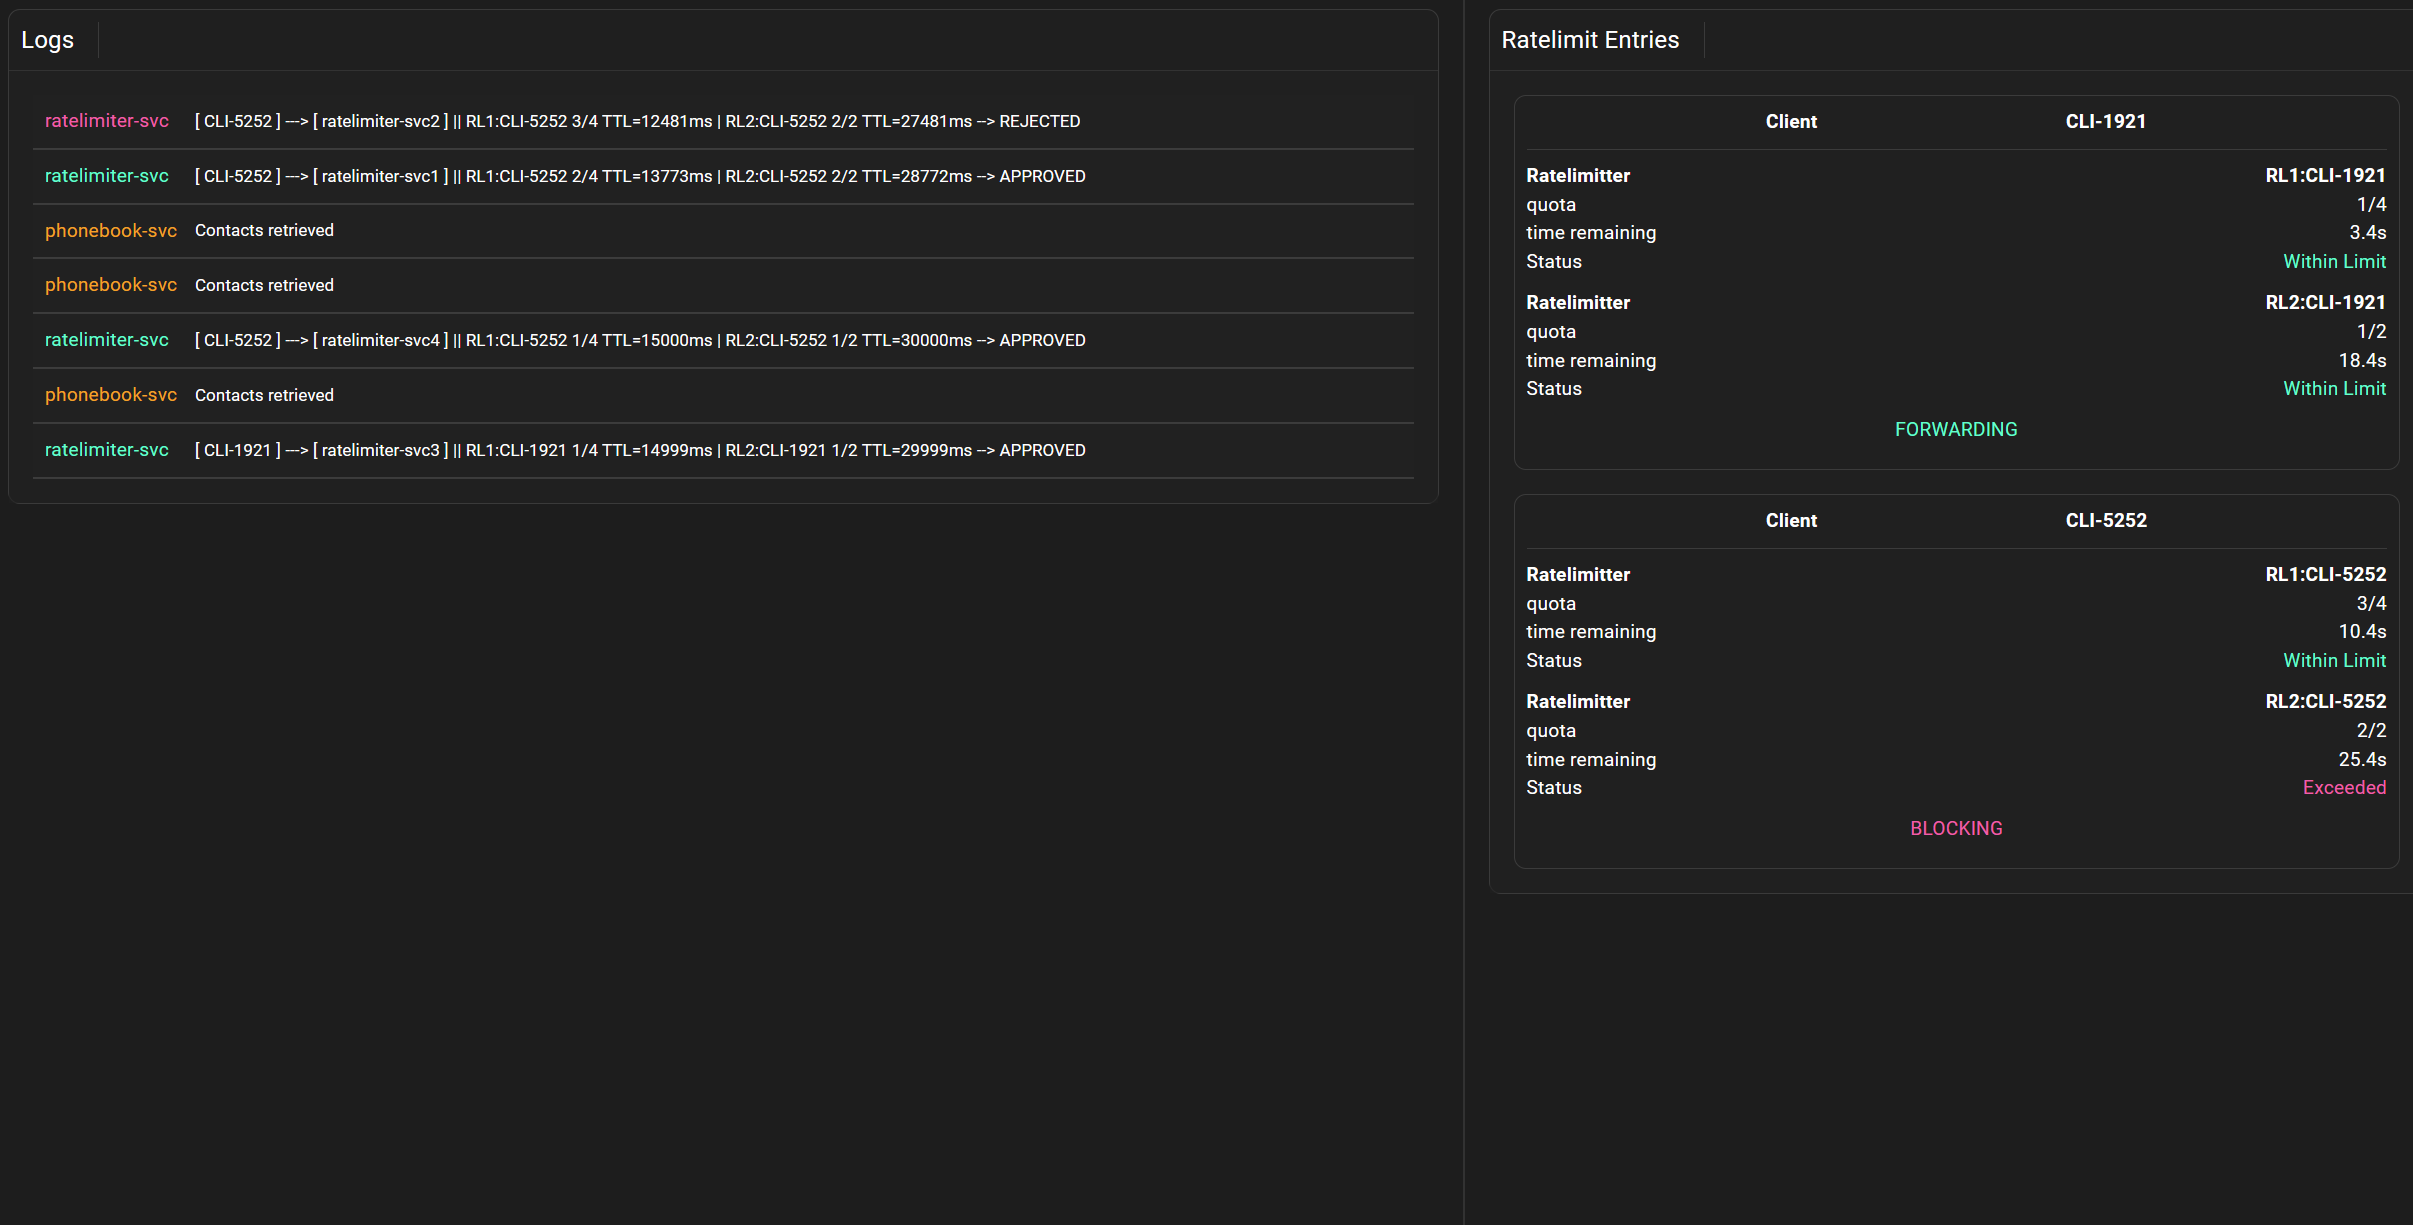 Logs
ratelimiter-svc [ CLI-5252 ] ---> [ ratelimiter-svc2 ] || RL1:CLI-5252 3/4 TTL=12481ms | RL2:CLI-5252 2/2 TTL=27481ms --> REJECTED
ratelimiter-svc [ CLI-5252 ] ---> [ ratelimiter-svc1 ] || RL1:CLI-5252 2/4 TTL=13773ms | RL2:CLI-5252 2/2 TTL=28772ms --> APPROVED
phonebook-svc Contacts retrieved
phonebook-svc Contacts retrieved
ratelimiter-svc [ CLI-5252 ] ---> [ ratelimiter-svc4 ] || RL1:CLI-5252 1/4 TTL=15000ms | RL2:CLI-5252 1/2 TTL=30000ms --> APPROVED
phonebook-svc Contacts retrieved
ratelimiter-svc [ CLI-1921 ] ---> [ ratelimiter-svc3 ] || RL1:CLI-1921 1/4 TTL=14999ms | RL2:CLI-1921 1/2 TTL=29999ms --> APPROVED
Ratelimit Entries
Client CLI-1921
Ratelimitter RL1:CLI-1921
quota 1/4
time remaining 3.4s
Status Within Limit
Ratelimitter RL2:CLI-1921
quota 1/2
time remaining 18.4s
Status Within Limit
FORWARDING
Client CLI-5252
Ratelimitter RL1:CLI-5252
quota 3/4
time remaining 10.4s
Status Within Limit
Ratelimitter RL2:CLI-5252
quota 2/2
time remaining 25.4s
Status Exceeded
BLOCKING